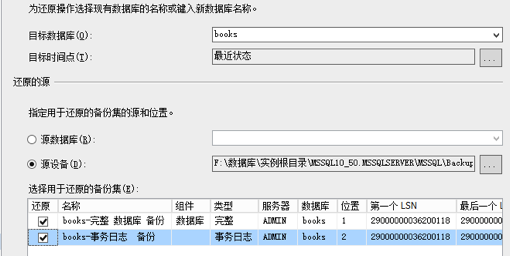 为还原操作选择现有数据库的名称或键入新数据库名称。
目标数据库(O): books
目标时间点(T): 最近状态 ...
还原的源
指定用于还原的备份集的源和位置。
源数据库(R):
源设备(D): F:\数据库\实例根目录\MSSQL10_50.MSSQLSERVER\MSSQL\Backup ...
选择用于还原的备份集(E):
还原 名称 组件 类型 服务器 数据库 位置 第一个 LSN 最后一个 L
books-完整 数据库 备份 数据库 完整 ADMIN books 1 29000000036200118 290000000
books-事务日志 备份 事务日志 ADMIN books 2 29000000036200118 290000000